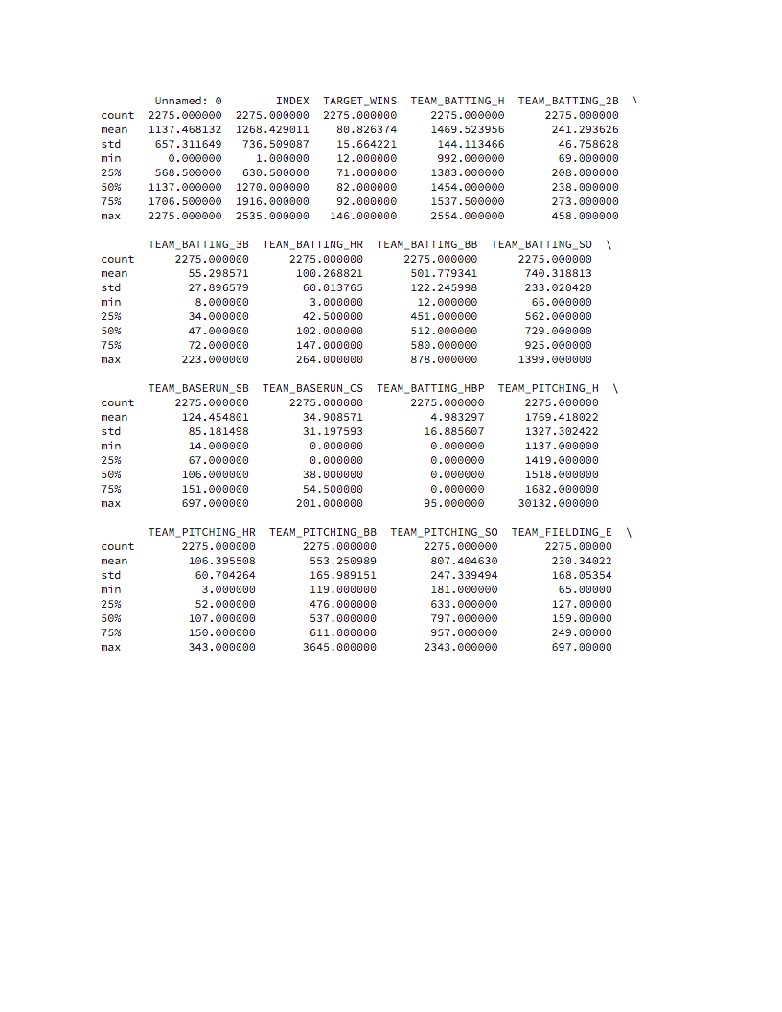 Unnamed: 0 INDEX TARGET_WINS TEAM_BATTING_H TEAM_BATTING_2B \
count 2275.000000 2275.000000 2275.000000 2275.000000 2275.000000
mean 1137.468132 1268.429011 80.826374 1469.523956 241.293626
std 657.311649 736.509087 15.664221 144.113466 46.758628
min 0.000000 1.000000 12.000000 992.000000 69.000000
25% 568.500000 630.500000 71.000000 1383.000000 208.000000
50% 1137.000000 1270.000000 82.000000 1454.000000 238.000000
75% 1706.500000 1916.000000 92.000000 1537.500000 273.000000
max 2275.000000 2535.000000 146.000000 2554.000000 458.000000
TEAM_BATTING_3B TEAM_BATTING_HR TEAM_BATTING_BB TEAM_BATTING_SO \
count 2275.000000 2275.000000 2275.000000 2275.000000
mean 55.298571 100.268821 501.779341 740.318813
std 27.896579 60.013765 122.245998 233.020420
min 8.000000 3.000000 12.000000 66.000000
25% 34.000000 42.500000 451.000000 562.000000
50% 47.000000 102.000000 512.000000 729.000000
75% 72.000000 147.000000 580.000000 925.000000
max 223.000000 264.000000 878.000000 1399.000000
TEAM_BASERUN_SB TEAM_BASERUN_CS TEAM_BATTING_HBP TEAM_PITCHING_H \
count 2275.000000 2275.000000 2275.000000 2275.000000
mean 124.454801 34.908571 4.983297 1769.418022
std 85.181498 31.197593 16.885607 1327.302422
min 14.000000 0.000000 0.000000 1137.000000
25% 67.000000 0.000000 0.000000 1419.000000
50% 106.000000 38.000000 0.000000 1518.000000
75% 151.000000 54.500000 0.000000 1682.000000
max 697.000000 201.000000 95.000000 30132.000000
TEAM_PITCHING_HR TEAM_PITCHING_BB TEAM_PITCHING_SO TEAM_FIELDING_E \
count 2275.000000 2275.000000 2275.000000 2275.00000
mean 106.395508 553.250989 807.404630 230.34022
std 60.704264 165.989151 247.339494 168.05354
min 3.000000 119.000000 181.000000 65.00000
25% 52.000000 476.000000 633.000000 127.00000
50% 107.000000 537.000000 797.000000 159.00000
75% 150.000000 611.000000 957.000000 249.00000
max 343.000000 3645.000000 2343.000000 697.00000